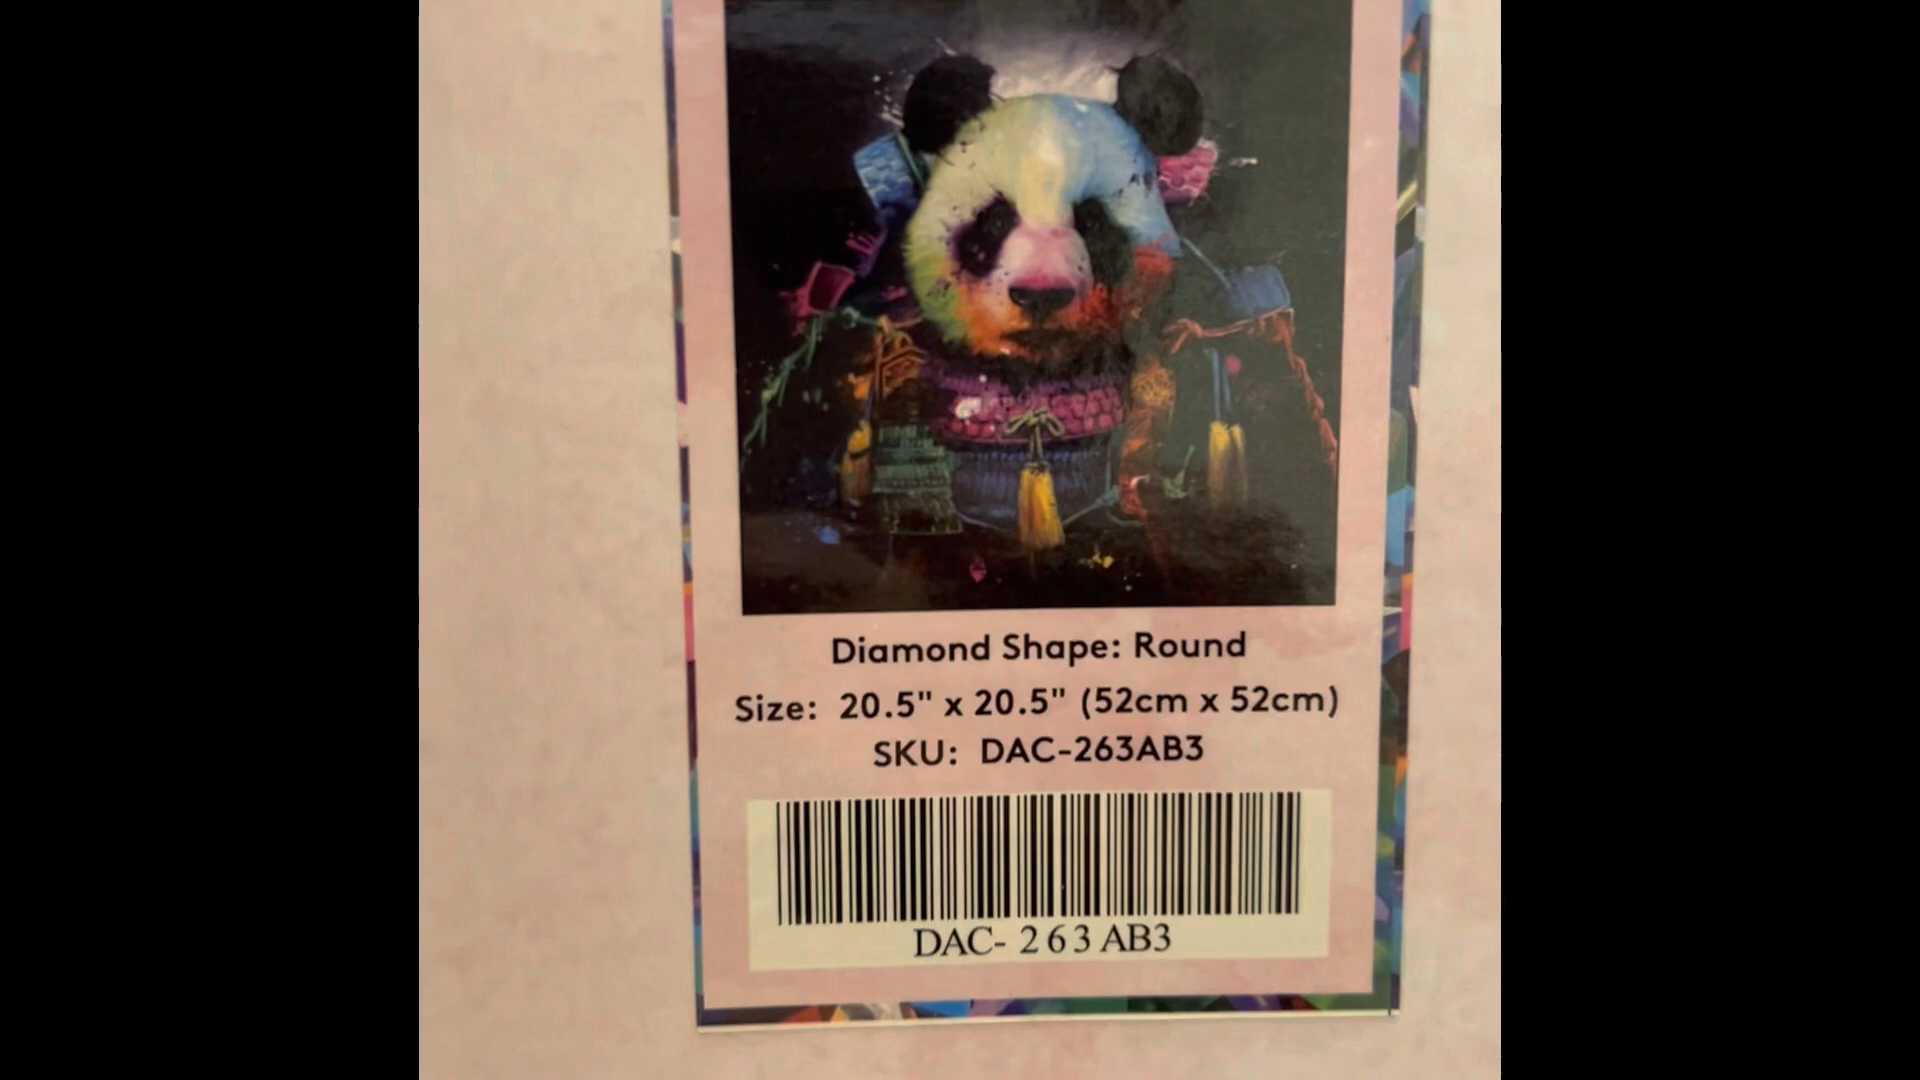 Diamond Shape: Round
Size: 20.5" x 20.5" (52cm x 52cm)
SKU: DAC-263AB3
DAC- 263 AB3